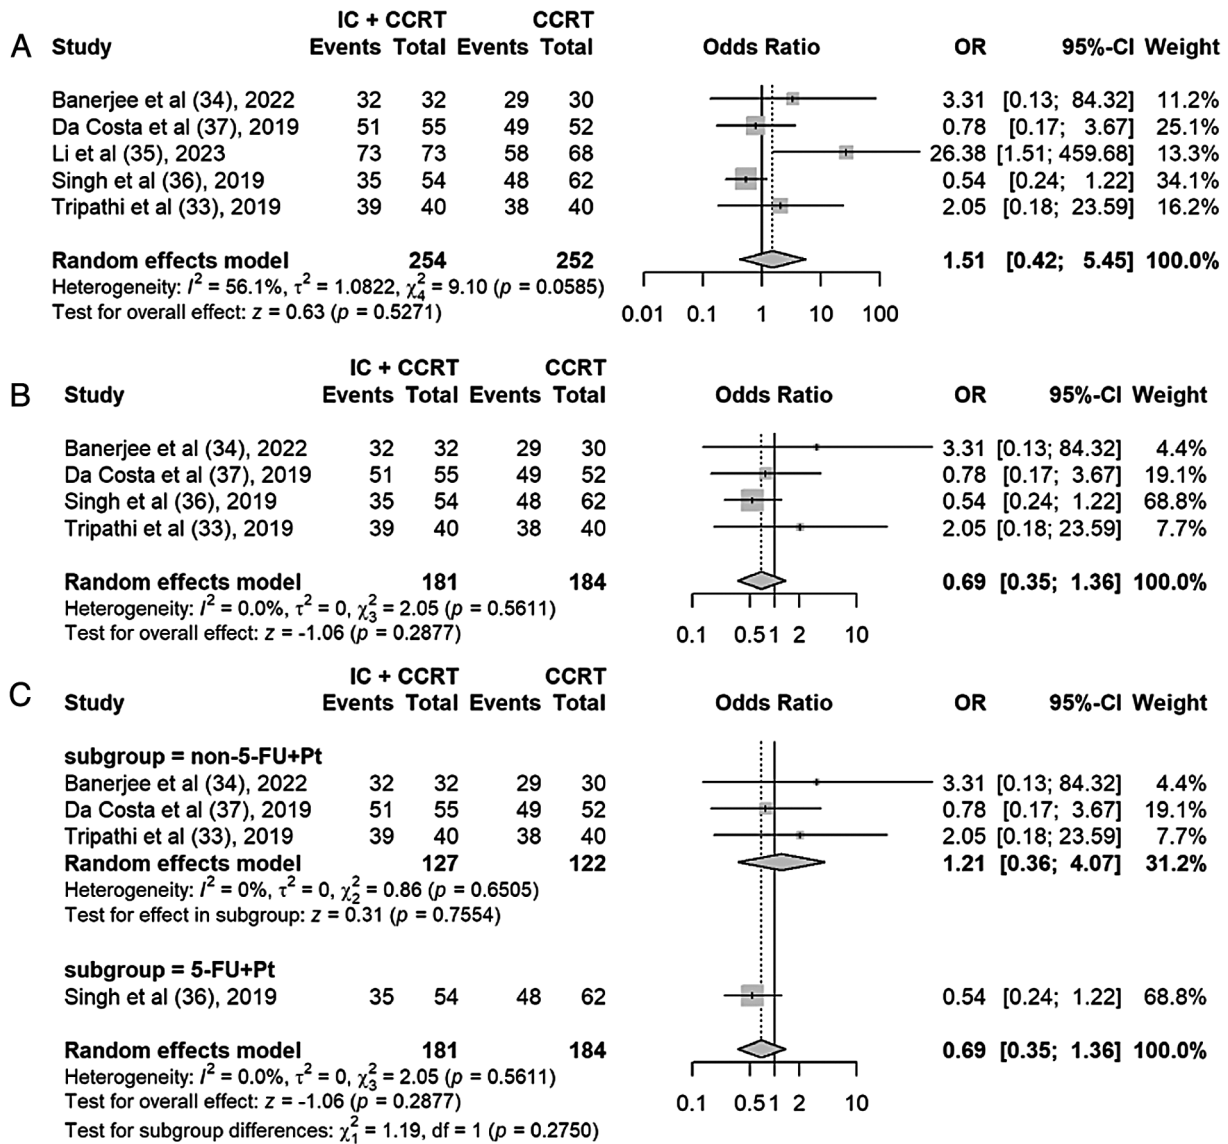 A
IC + CCRT CCRT
Study Events Total Events Total Odds Ratio OR 95%-CI Weight
Banerjee et al (34), 2022 32 32 29 30 3.31 [0.13; 84.32] 11.2%
Da Costa et al (37), 2019 51 55 49 52 0.78 [0.17; 3.67] 25.1%
Li et al (35), 2023 73 73 58 68 26.38 [1.51; 459.68] 13.3%
Singh et al (36), 2019 35 54 48 62 0.54 [0.24; 1.22] 34.1%
Tripathi et al (33), 2019 39 40 38 40 2.05 [0.18; 23.59] 16.2%
Random effects model 254 252 1.51 [0.42; 5.45] 100.0%
Heterogeneity: I² = 56.1%, τ² = 1.0822, χ²₄ = 9.10 (p = 0.0585)
Test for overall effect: z = 0.63 (p = 0.5271)
0.01 0.1 1 10 100
B
IC + CCRT CCRT
Study Events Total Events Total Odds Ratio OR 95%-CI Weight
Banerjee et al (34), 2022 32 32 29 30 3.31 [0.13; 84.32] 4.4%
Da Costa et al (37), 2019 51 55 49 52 0.78 [0.17; 3.67] 19.1%
Singh et al (36), 2019 35 54 48 62 0.54 [0.24; 1.22] 68.8%
Tripathi et al (33), 2019 39 40 38 40 2.05 [0.18; 23.59] 7.7%
Random effects model 181 184 0.69 [0.35; 1.36] 100.0%
Heterogeneity: I² = 0.0%, τ² = 0, χ²₃ = 2.05 (p = 0.5611)
Test for overall effect: z = -1.06 (p = 0.2877)
0.1 0.5 1 2 10
C
IC + CCRT CCRT
Study Events Total Events Total Odds Ratio OR 95%-CI Weight
subgroup = non-5-FU+Pt
Banerjee et al (34), 2022 32 32 29 30 3.31 [0.13; 84.32] 4.4%
Da Costa et al (37), 2019 51 55 49 52 0.78 [0.17; 3.67] 19.1%
Tripathi et al (33), 2019 39 40 38 40 2.05 [0.18; 23.59] 7.7%
Random effects model 127 122 1.21 [0.36; 4.07] 31.2%
Heterogeneity: I² = 0%, τ² = 0, χ²₂ = 0.86 (p = 0.6505)
Test for effect in subgroup: z = 0.31 (p = 0.7554)
subgroup = 5-FU+Pt
Singh et al (36), 2019 35 54 48 62 0.54 [0.24; 1.22] 68.8%
Random effects model 181 184 0.69 [0.35; 1.36] 100.0%
Heterogeneity: I² = 0.0%, τ² = 0, χ²₃ = 2.05 (p = 0.5611)
Test for overall effect: z = -1.06 (p = 0.2877)
Test for subgroup differences: χ²₁ = 1.19, df = 1 (p = 0.2750)
0.1 0.5 1 2 10